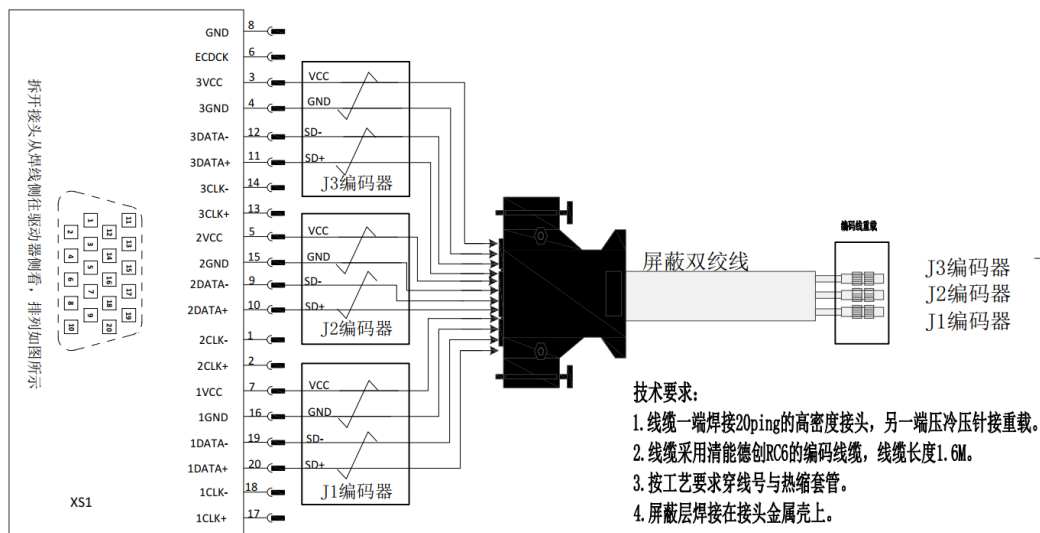 拆开接头从焊线侧往驱动器侧看，排列如图所示
1
2
3
4
5
6
7
8
9
10
11
12
13
14
15
16
17
18
19
20
XS1
GND 8
ECDCK 6
3VCC 3
3GND 4
3DATA- 12
3DATA+ 11
3CLK- 14
3CLK+ 13
2VCC 5
2GND 15
2DATA- 9
2DATA+ 10
2CLK- 1
2CLK+ 2
1VCC 7
1GND 16
1DATA- 19
1DATA+ 20
1CLK- 18
1CLK+ 17
VCC
GND
SD-
SD+
J3编码器
VCC
GND
SD-
SD+
J2编码器
VCC
GND
SD-
SD+
J1编码器
屏蔽双绞线
编码线重载
J3编码器
J2编码器
J1编码器
技术要求：
1.线缆一端焊接20ping的高密度接头，另一端压冷压针接重载。
2.线缆采用清能德创RC6的编码线缆，线缆长度1.6M。
3.按工艺要求穿线号与热缩套管。
4.屏蔽层焊接在接头金属壳上。